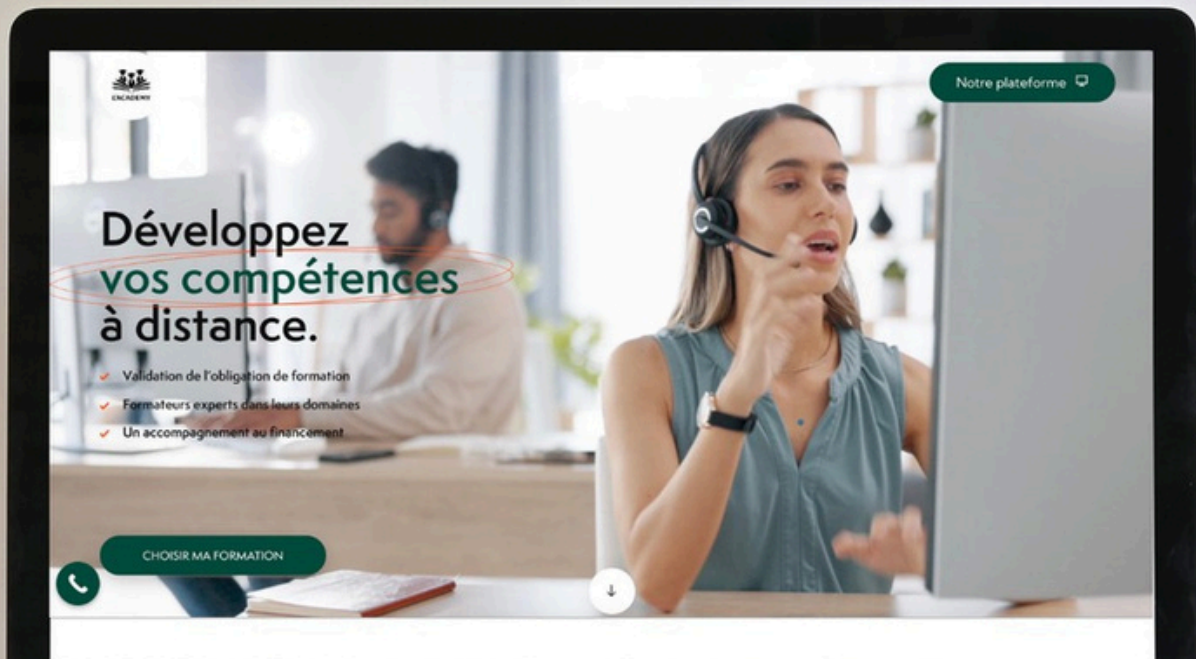 Notre plateforme
Développez
vos compétences
à distance.
Validation de l'obligation de formation
Formateurs experts dans leurs domaines
Un accompagnement au financement
CHOISIR MA FORMATION